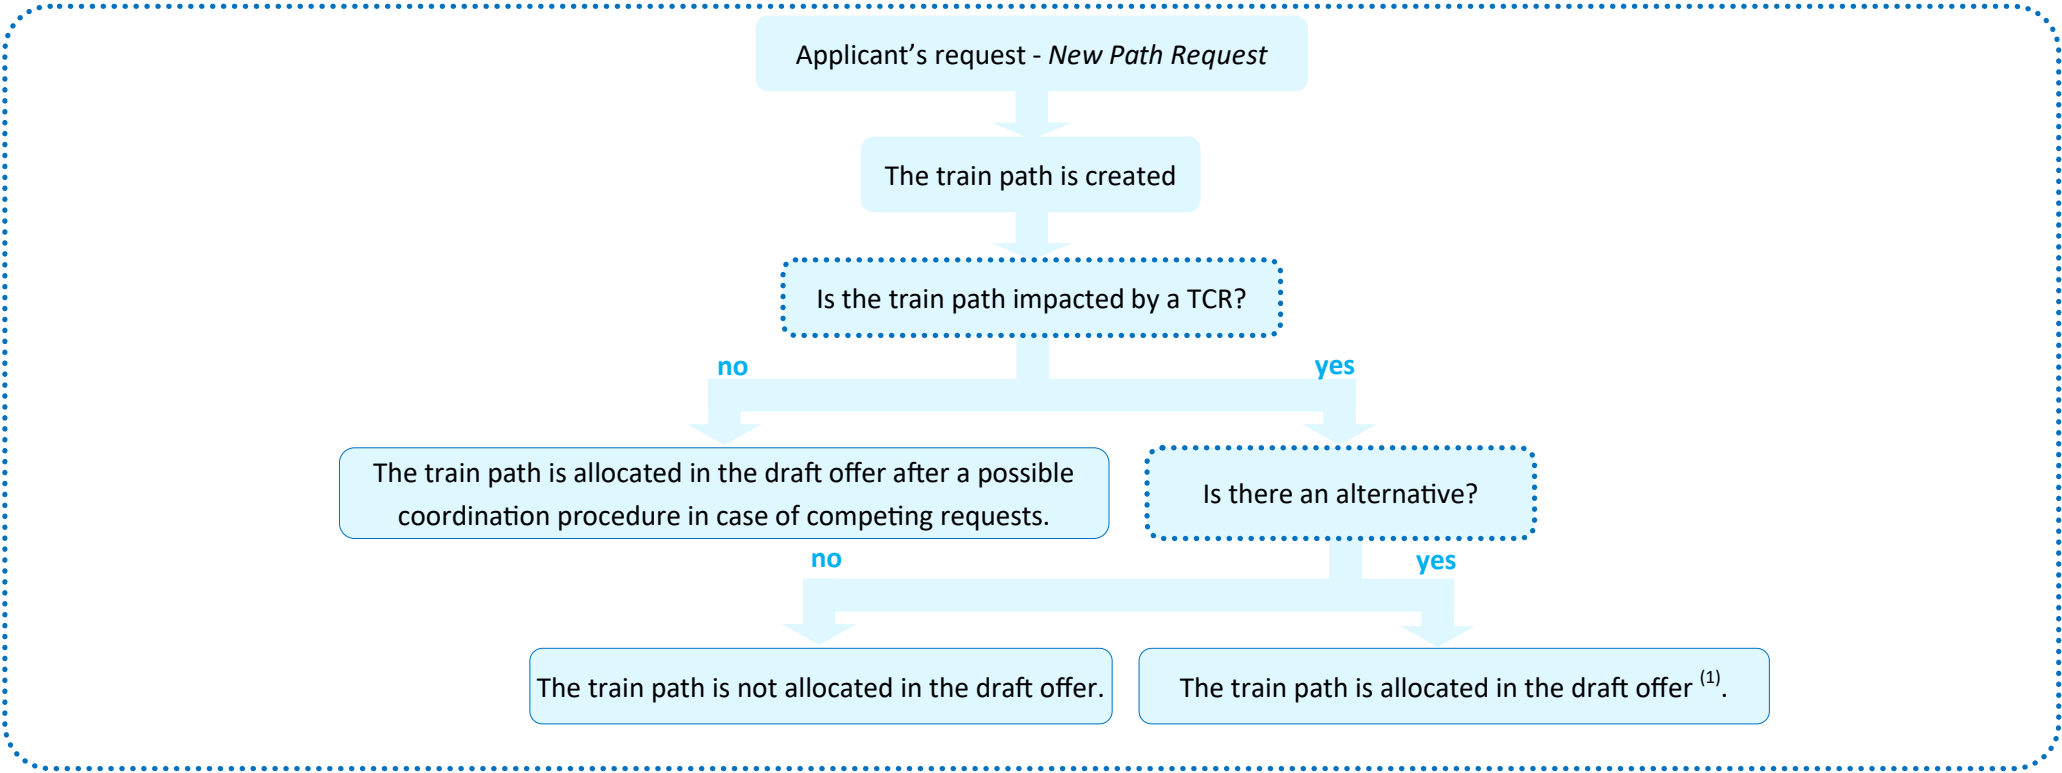 Applicant’s request - New Path Request
The train path is created
Is the train path impacted by a TCR?
no
yes
The train path is allocated in the draft offer after a possible
coordination procedure in case of competing requests.
Is there an alternative?
no
yes
The train path is not allocated in the draft offer.
The train path is allocated in the draft offer (1).